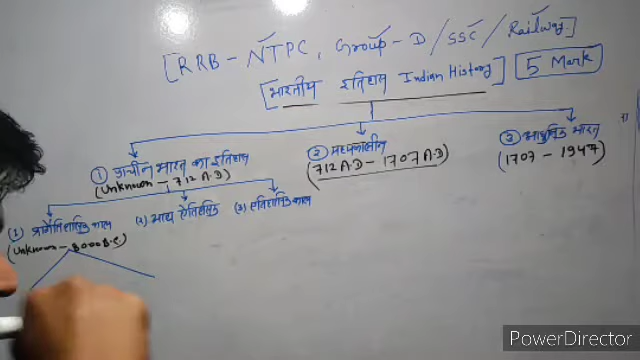 [RRB - NTPC, Group - D / SSC / Railway.]
[भारतीय इतिहास Indian History] 5 Mark
① प्राचीन भारत का इतिहास
(Unknown - 712 A.D)
② मध्यकालीन
(712 A.D - 1707 A.D)
③ आधुनिक भारत
(1707 - 1947)
(1) प्रागैतिहासिक काल
(Unknown - 3000 B.C)
(2) आद्य ऐतिहासिक
(3) ऐतिहासिक काल
PowerDirector